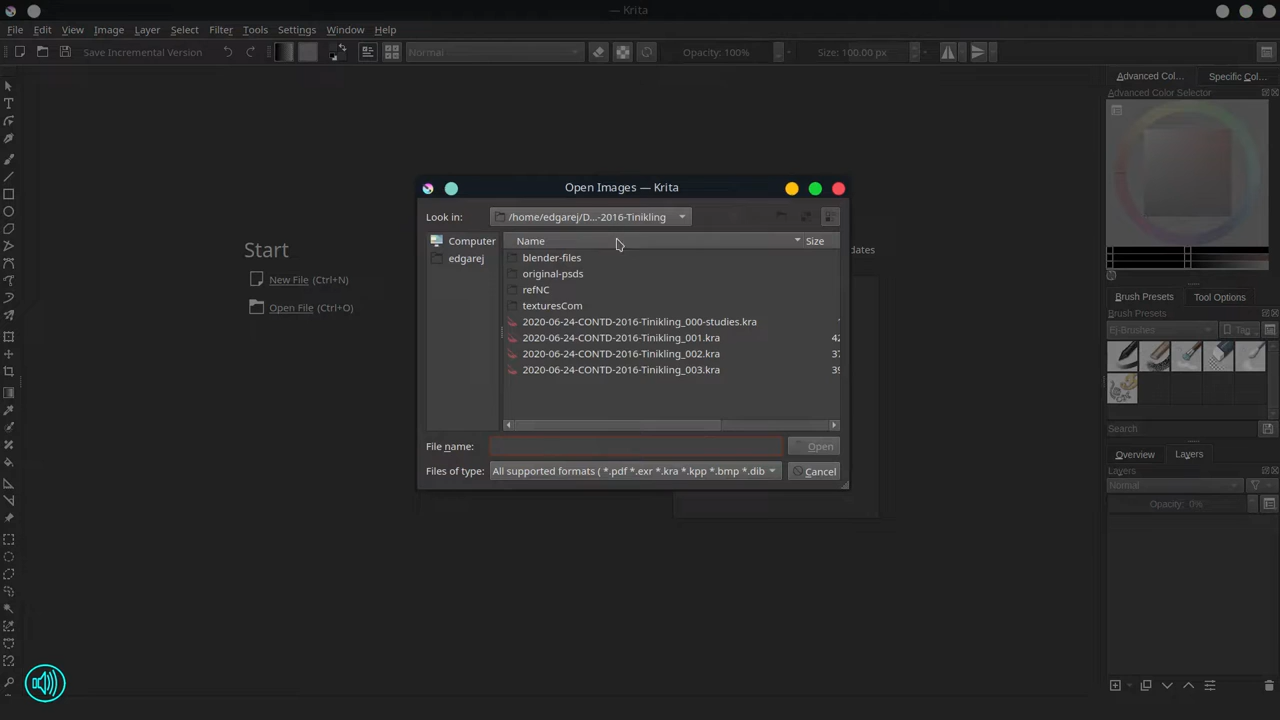 — Krita
File Edit View Image Layer Select Filter Tools Settings Window Help
Save Incremental Version Normal Opacity: 100% Size: 100.00 px
Advanced Col... Specific Col...
Advanced Color Selector
Open Images — Krita
Look in: /home/edgarej/D...-2016-Tinikling
Computer
edgarej
Name Size
blender-files
original-psds
refNC
texturesCom
2020-06-24-CONTD-2016-Tinikling_000-studies.kra
2020-06-24-CONTD-2016-Tinikling_001.kra 42
2020-06-24-CONTD-2016-Tinikling_002.kra 37
2020-06-24-CONTD-2016-Tinikling_003.kra 39
File name: Open
Files of type: All supported formats ( *.pdf *.exr *.kra *.kpp *.bmp *.dib Cancel
Start
New File (Ctrl+N)
Open File (Ctrl+O)
dates
Brush Presets Tool Options
Brush Presets
Ej-Brushes Tag
Search
Overview Layers
Layers
Normal
Opacity: 0%